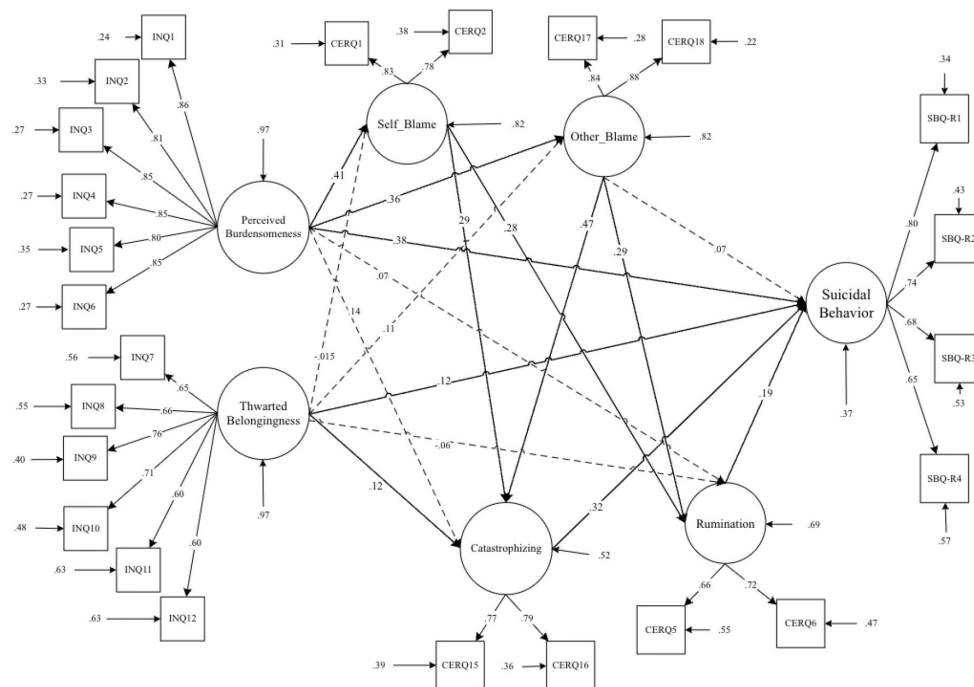 .24
INQ1
.31
CERQ1
.38
CERQ2
CERQ17
.28
CERQ18
.22
.33
INQ2
.83
.78
.84
.88
.34
.27
INQ3
.86
.81
.85
Self_Blame
.82
Other_Blame
.82
SBQ-R1
.27
INQ4
.85
.97
.41
.36
.43
.35
INQ5
.80
Perceived
Burdensomeness
.29
.28
.47
.80
SBQ-R2
.27
INQ6
.85
.38
.29
.07
.07
.74
Suicidal
Behavior
.14
.11
.68
SBQ-R3
.56
INQ7
-.015
.65
.65
.53
.55
INQ8
.66
Thwarted
Belongingness
.12
.37
.19
.40
INQ9
.76
-.06
.71
SBQ-R4
.48
INQ10
.60
.60
.97
.12
.32
.57
.63
INQ11
Catastrophizing
.52
Rumination
.69
.63
INQ12
.77
.79
.66
.72
CERQ5
.55
CERQ6
.47
.39
CERQ15
.36
CERQ16